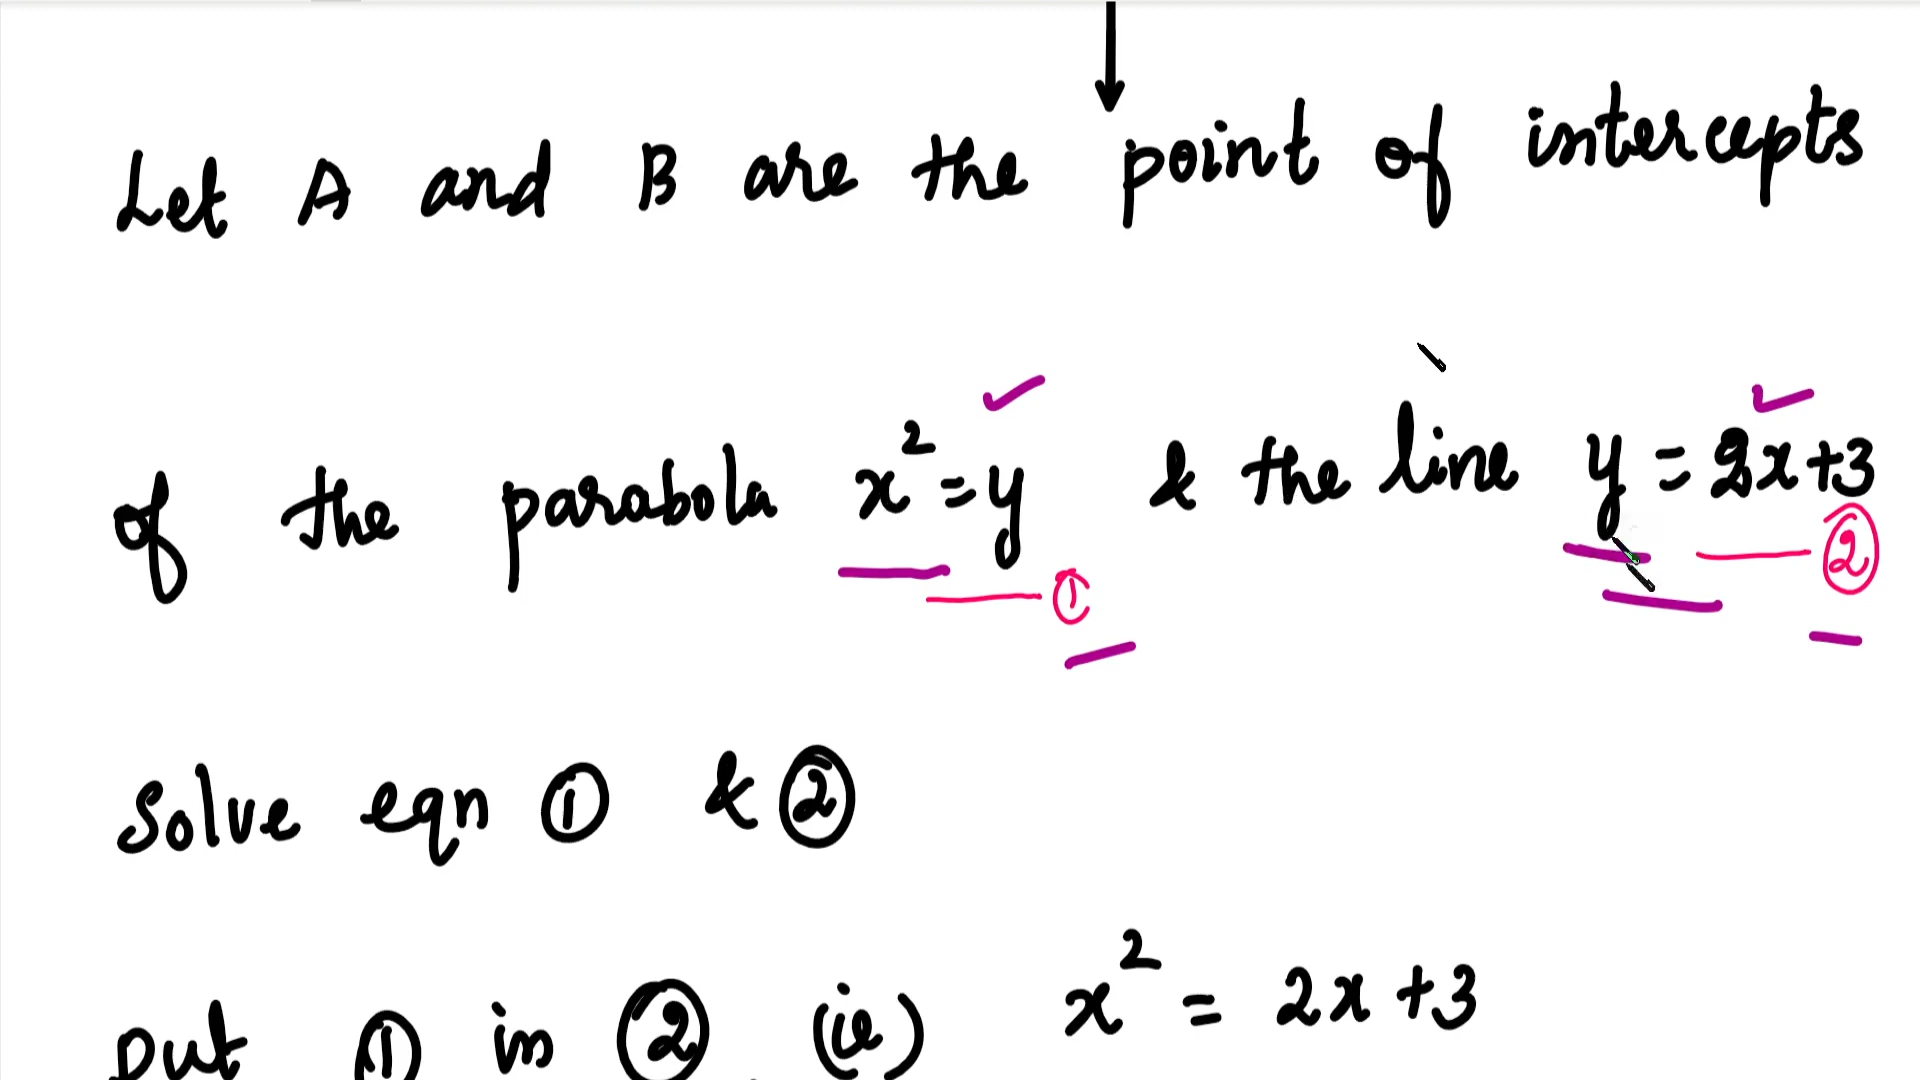 Let A and B are the point of intercepts
of the parabola x² = y & the line y = 2x+3
① ②
Solve eqn ① & ②
Put ① in ② (ie) x² = 2x +3